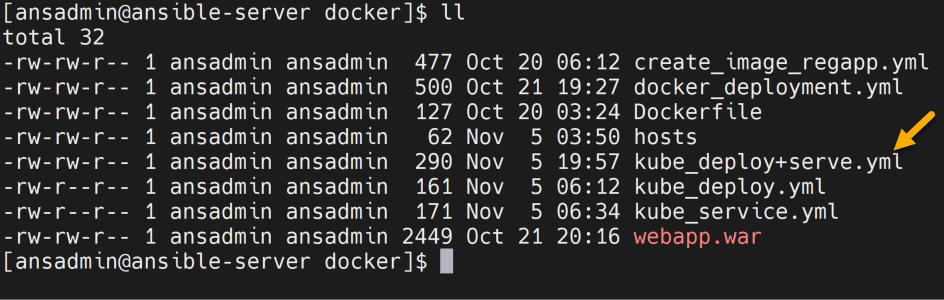 [ansadmin@ansible-server docker]$ ll
total 32
-rw-rw-r-- 1 ansadmin ansadmin  477 Oct 20 06:12 create_image_regapp.yml
-rw-rw-r-- 1 ansadmin ansadmin  500 Oct 21 19:27 docker_deployment.yml
-rw-rw-r-- 1 ansadmin ansadmin  127 Oct 20 03:24 Dockerfile
-rw-rw-r-- 1 ansadmin ansadmin   62 Nov  5 03:50 hosts
-rw-rw-r-- 1 ansadmin ansadmin  290 Nov  5 19:57 kube_deploy+serve.yml
-rw-r--r-- 1 ansadmin ansadmin  161 Nov  5 06:12 kube_deploy.yml
-rw-r--r-- 1 ansadmin ansadmin  171 Nov  5 06:34 kube_service.yml
-rw-rw-r-- 1 ansadmin ansadmin 2449 Oct 21 20:16 webapp.war
[ansadmin@ansible-server docker]$